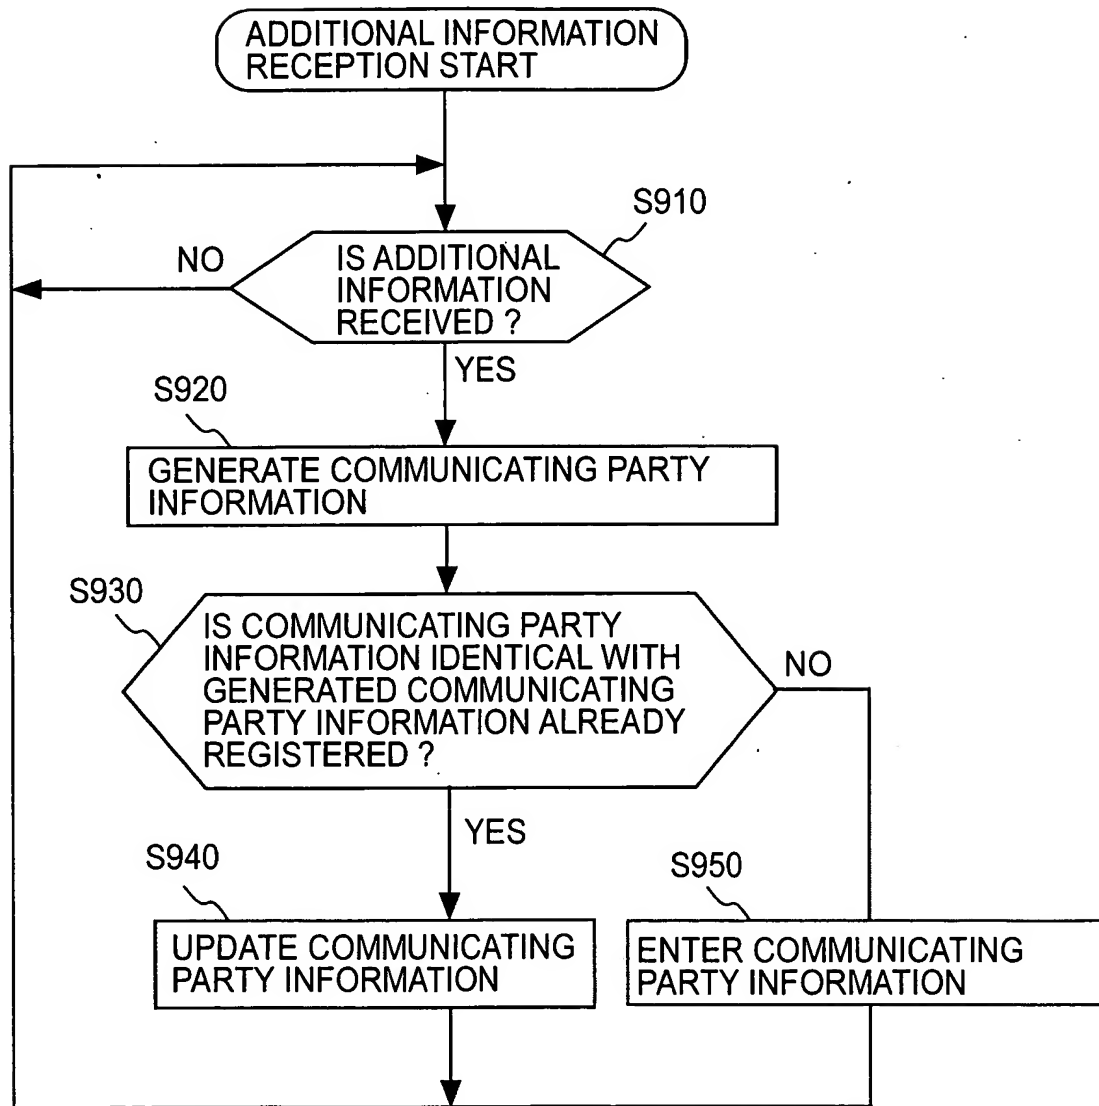 ADDITIONAL INFORMATION
RECEPTION START
S910
NO
IS ADDITIONAL
INFORMATION
RECEIVED ?
YES
S920
GENERATE COMMUNICATING PARTY
INFORMATION
S930
IS COMMUNICATING PARTY
INFORMATION IDENTICAL WITH
GENERATED COMMUNICATING
PARTY INFORMATION ALREADY
REGISTERED ?
NO
YES
S940
S950
UPDATE COMMUNICATING
PARTY INFORMATION
ENTER COMMUNICATING
PARTY INFORMATION